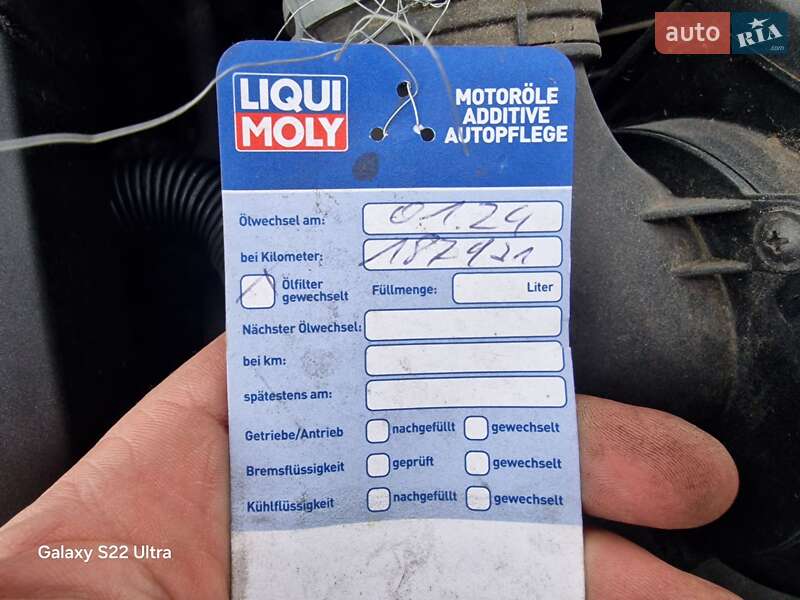 auto RIA .com
LIQUI
MOLY
MOTORÖLE
ADDITIVE
AUTOPFLEGE
Ölwechsel am: 01.24
bei Kilometer: 187421
Ölfilter
gewechselt
Füllmenge: Liter
Nächster Ölwechsel:
bei km:
spätestens am:
Getriebe/Antrieb nachgefüllt gewechselt
Bremsflüssigkeit geprüft gewechselt
Kühlflüssigkeit nachgefüllt gewechselt
Galaxy S22 Ultra